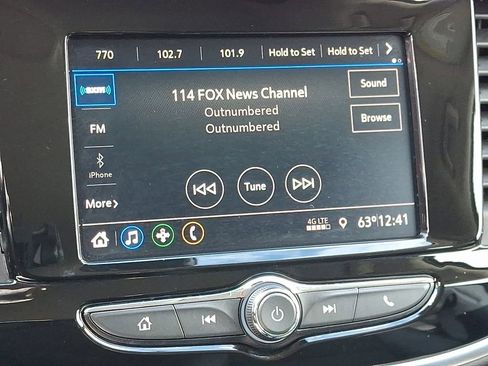 770 102.7 101.9 Hold to Set Hold to Set
SXM
114 FOX News Channel
Outnumbered
Outnumbered
Sound
Browse
FM
iPhone
More
Tune
4G LTE
63° 12:41